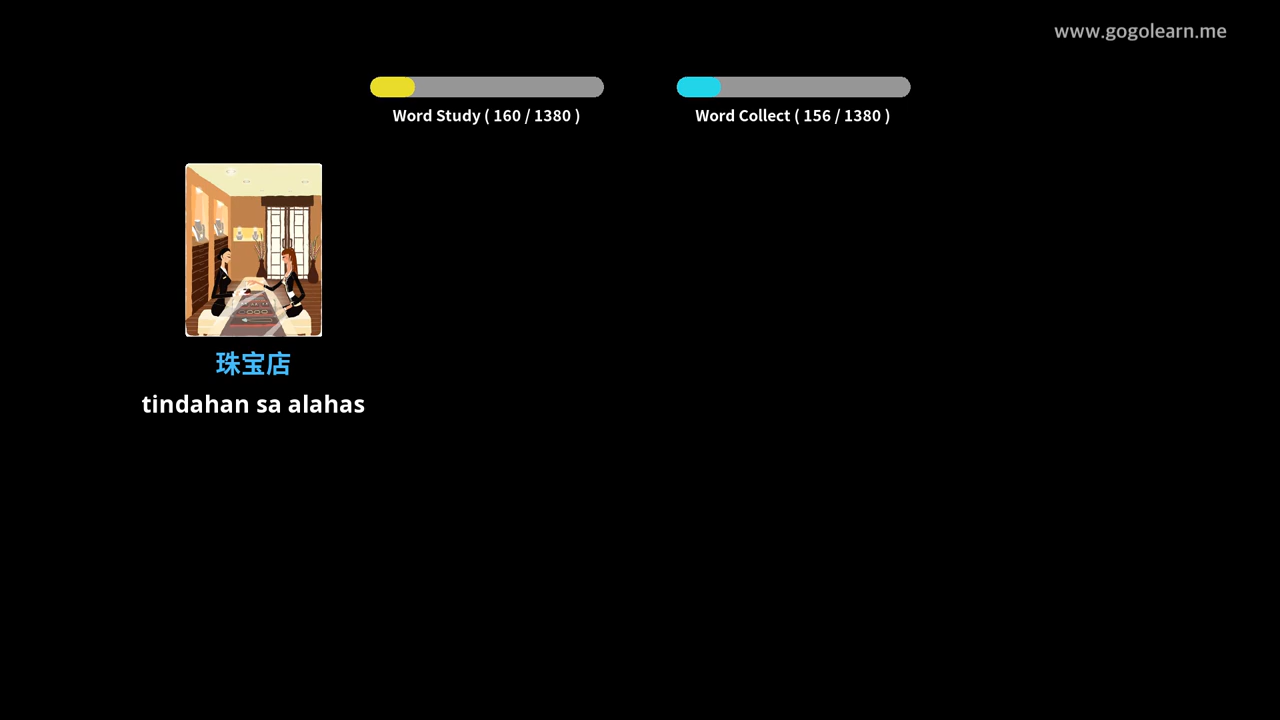 www.gogolearn.me
Word Study ( 160 / 1380 )
Word Collect ( 156 / 1380 )
珠宝店
tindahan sa alahas